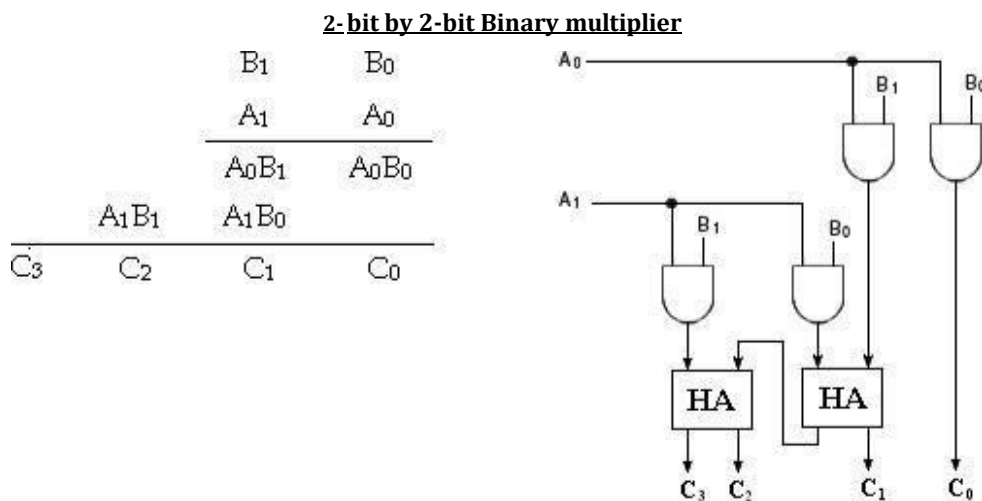 2-bit by 2-bit Binary multiplier
B₁ B₀
A₁ A₀
A₀B₁ A₀B₀
A₁B₁ A₁B₀
C₃ C₂ C₁ C₀
A₀
B₁ B₀
A₁
B₁ B₀
HA HA
C₃ C₂ C₁ C₀